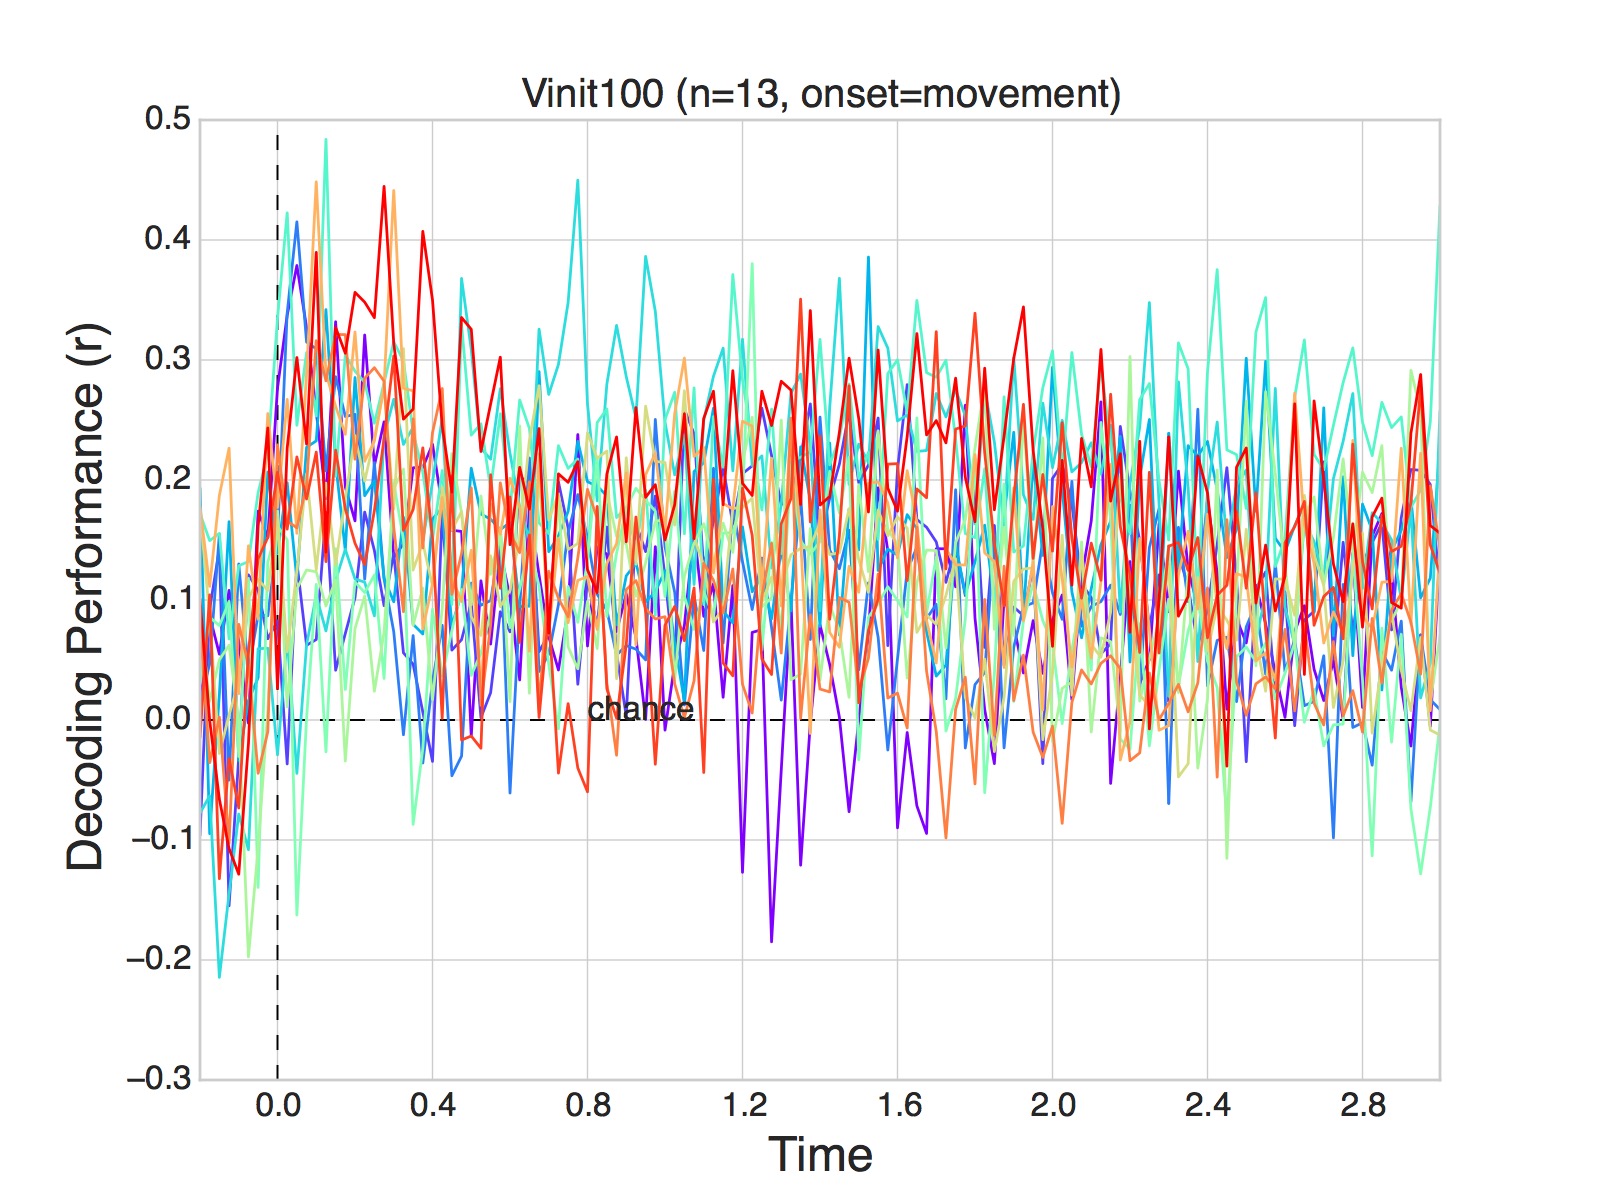 Vinit100 (n=13, onset=movement)
0.5
0.4
0.3
0.2
0.1
0.0
−0.1
−0.2
−0.3
Decoding Performance (r)
chance
0.0 0.4 0.8 1.2 1.6 2.0 2.4 2.8
Time